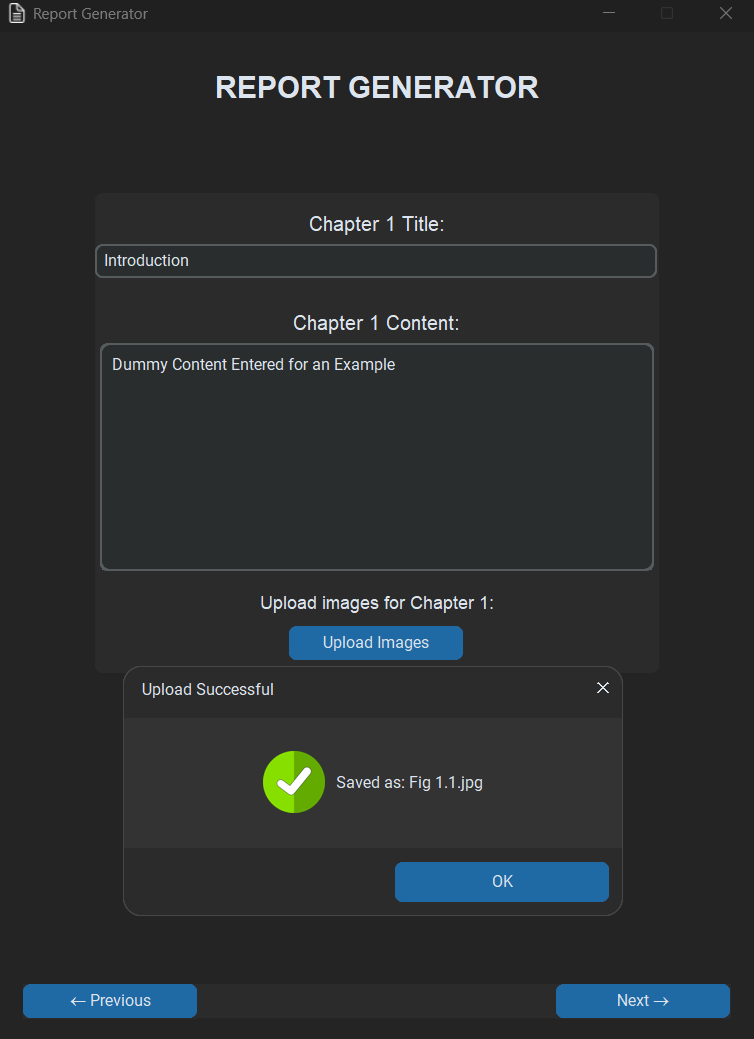 Report Generator
REPORT GENERATOR
Chapter 1 Title:
Introduction
Chapter 1 Content:
Dummy Content Entered for an Example
Upload images for Chapter 1:
Upload Images
Upload Successful
Saved as: Fig 1.1.jpg
OK
← Previous
Next →